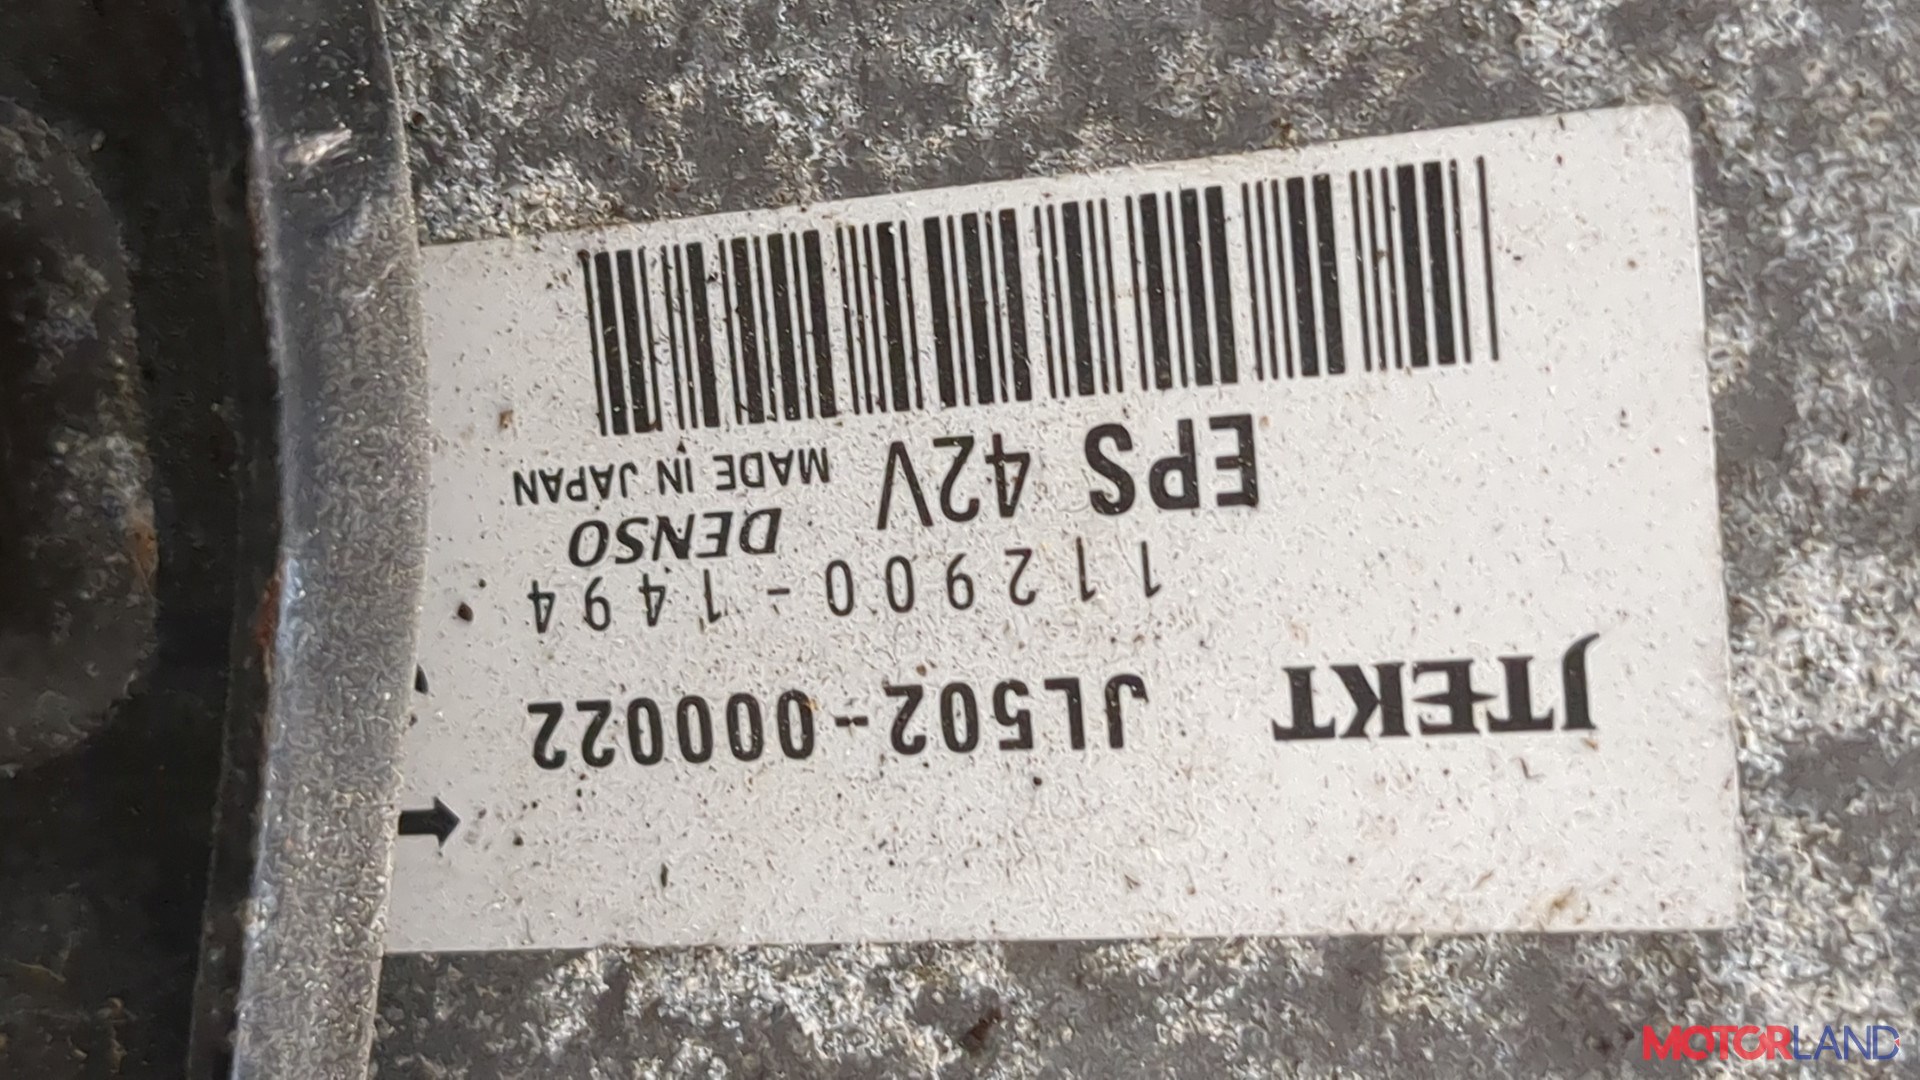 JTEKT JL502-000022
112900-1494
EPS 42V DENSO
MADE IN JAPAN
MOTORLAND